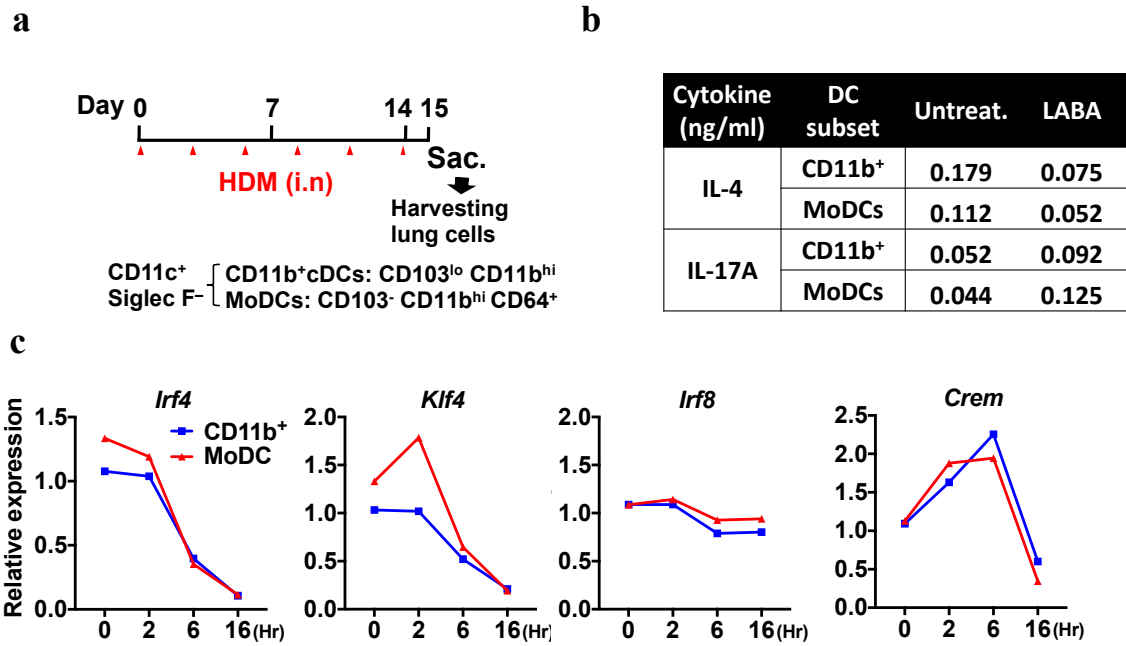 a
Day 0 7 14 15
HDM (i.n)
Sac.
Harvesting
lung cells
CD11c⁺
Siglec F⁻
CD11b⁺cDCs: CD103ˡᵒ CD11bʰⁱ
MoDCs: CD103⁻ CD11bʰⁱ CD64⁺
b
Cytokine (ng/ml) DC subset Untreat. LABA
IL-4 CD11b⁺ 0.179 0.075
MoDCs 0.112 0.052
IL-17A CD11b⁺ 0.052 0.092
MoDCs 0.044 0.125
c
Relative expression
Irf4
CD11b⁺
MoDC
1.5
1.0
0.5
0.0
0 2 6 16 (Hr)
Klf4
2.0
1.5
1.0
0.5
0.0
0 2 6 16 (Hr)
Irf8
2.0
1.5
1.0
0.5
0.0
0 2 6 16 (Hr)
Crem
2.5
2.0
1.5
1.0
0.5
0.0
0 2 6 16 (Hr)